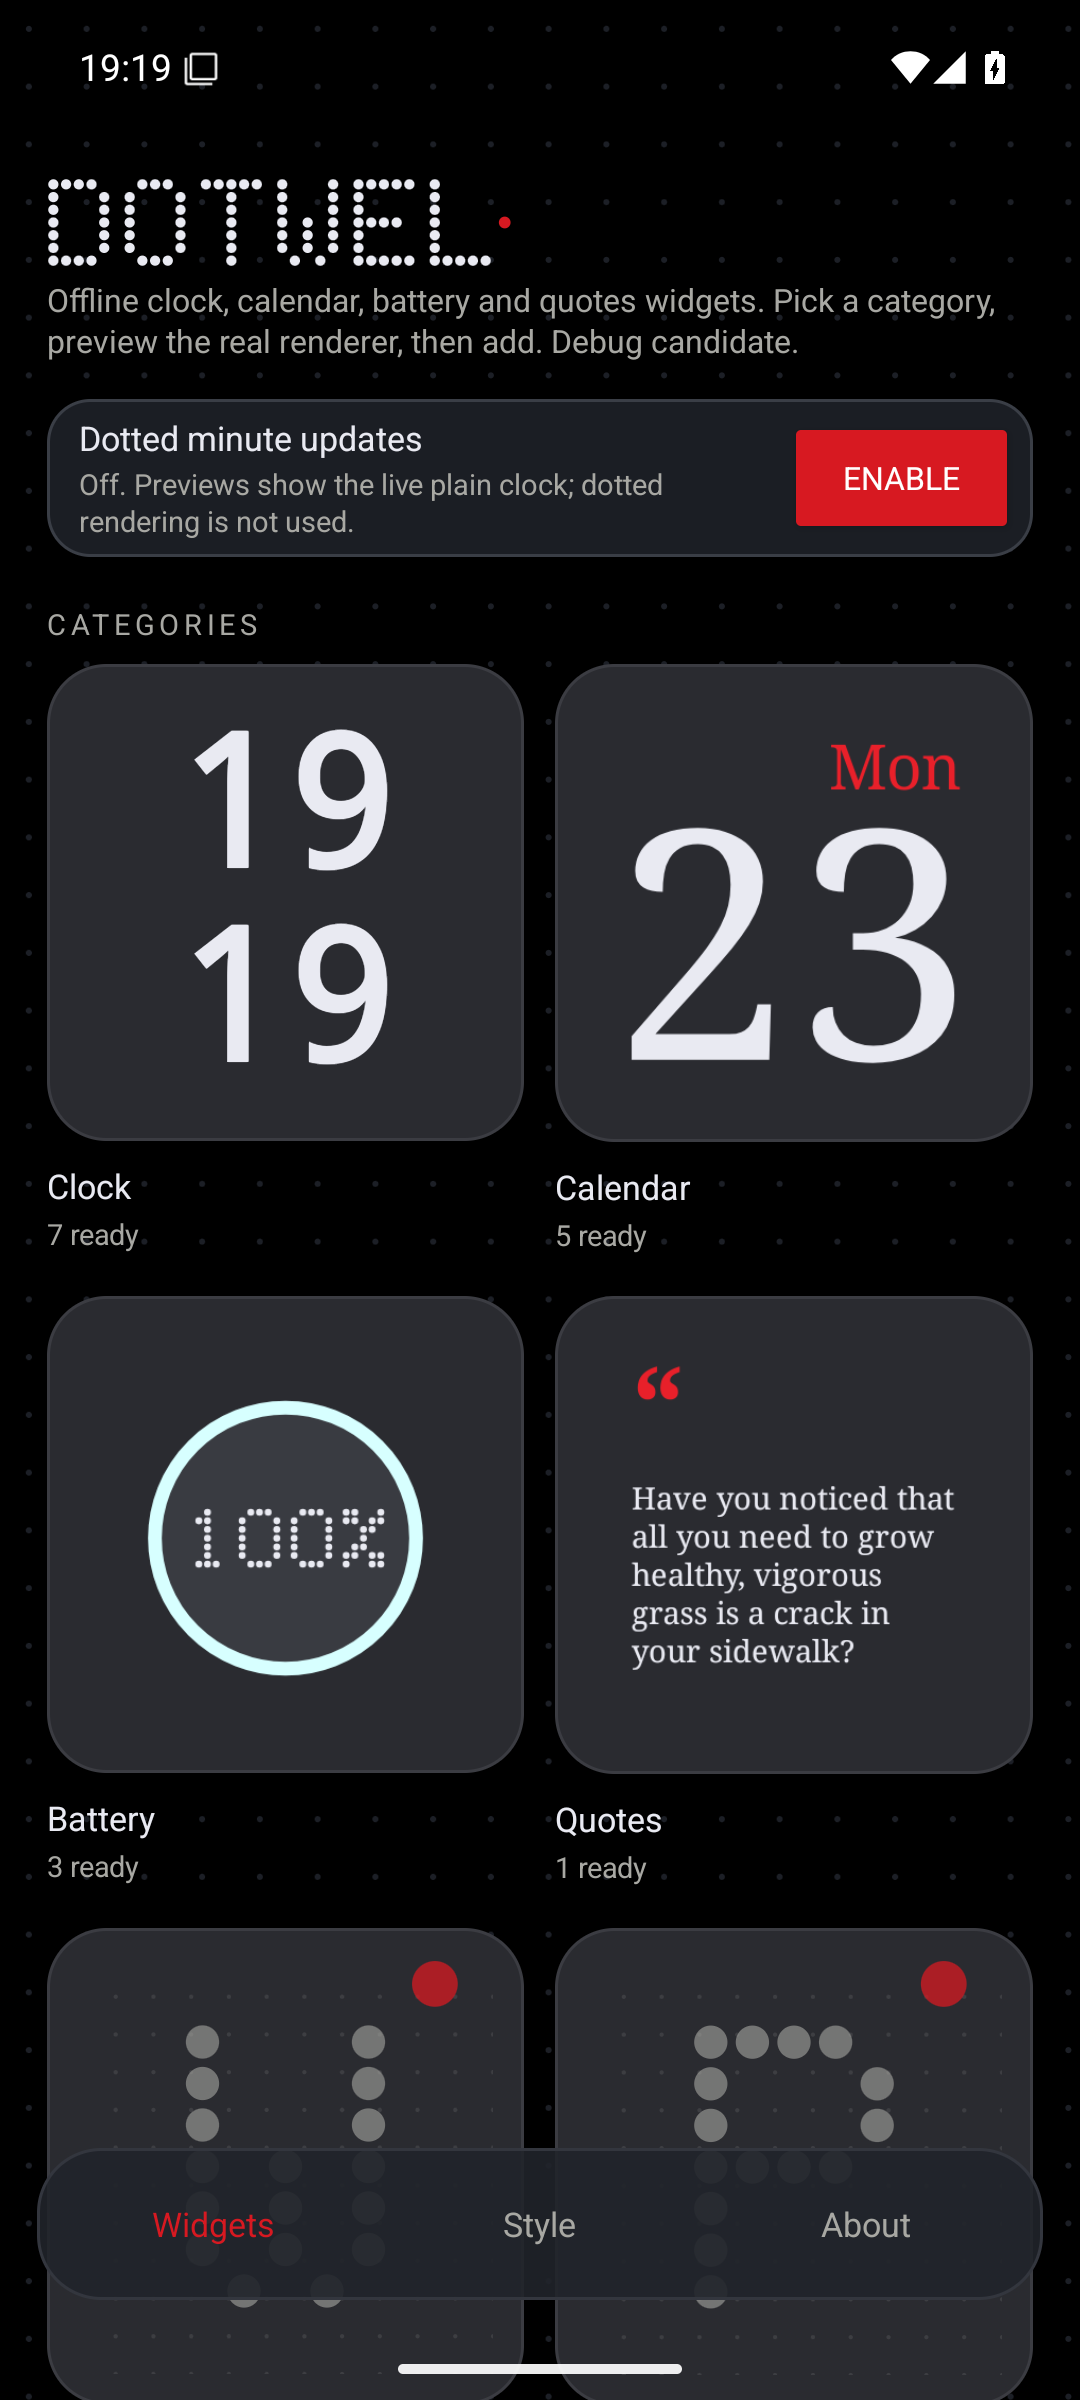 19:19
DOTWEL
Offline clock, calendar, battery and quotes widgets. Pick a category,
preview the real renderer, then add. Debug candidate.
Dotted minute updates
Off. Previews show the live plain clock; dotted
rendering is not used.
ENABLE
CATEGORIES
19
19
Mon
23
Clock
7 ready
Calendar
5 ready
100%
“
Have you noticed that
all you need to grow
healthy, vigorous
grass is a crack in
your sidewalk?
Battery
3 ready
Quotes
1 ready
W
P
Widgets
Style
About